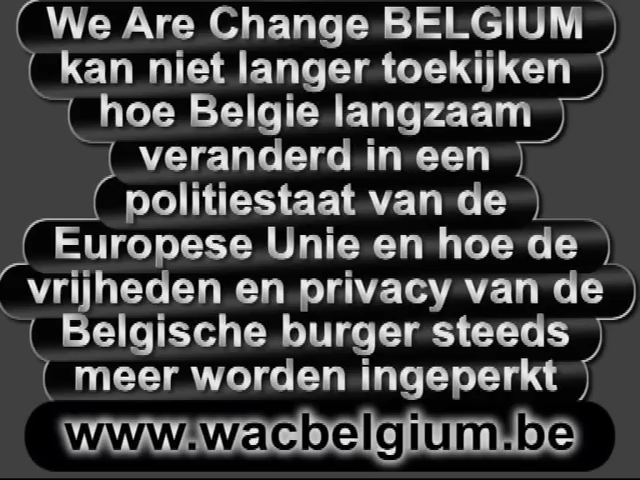 We Are Change BELGIUM
kan niet langer toekijken
hoe Belgie langzaam
veranderd in een
politiestaat van de
Europese Unie en hoe de
vrijheden en privacy van de
Belgische burger steeds
meer worden ingeperkt
www.wacbelgium.be